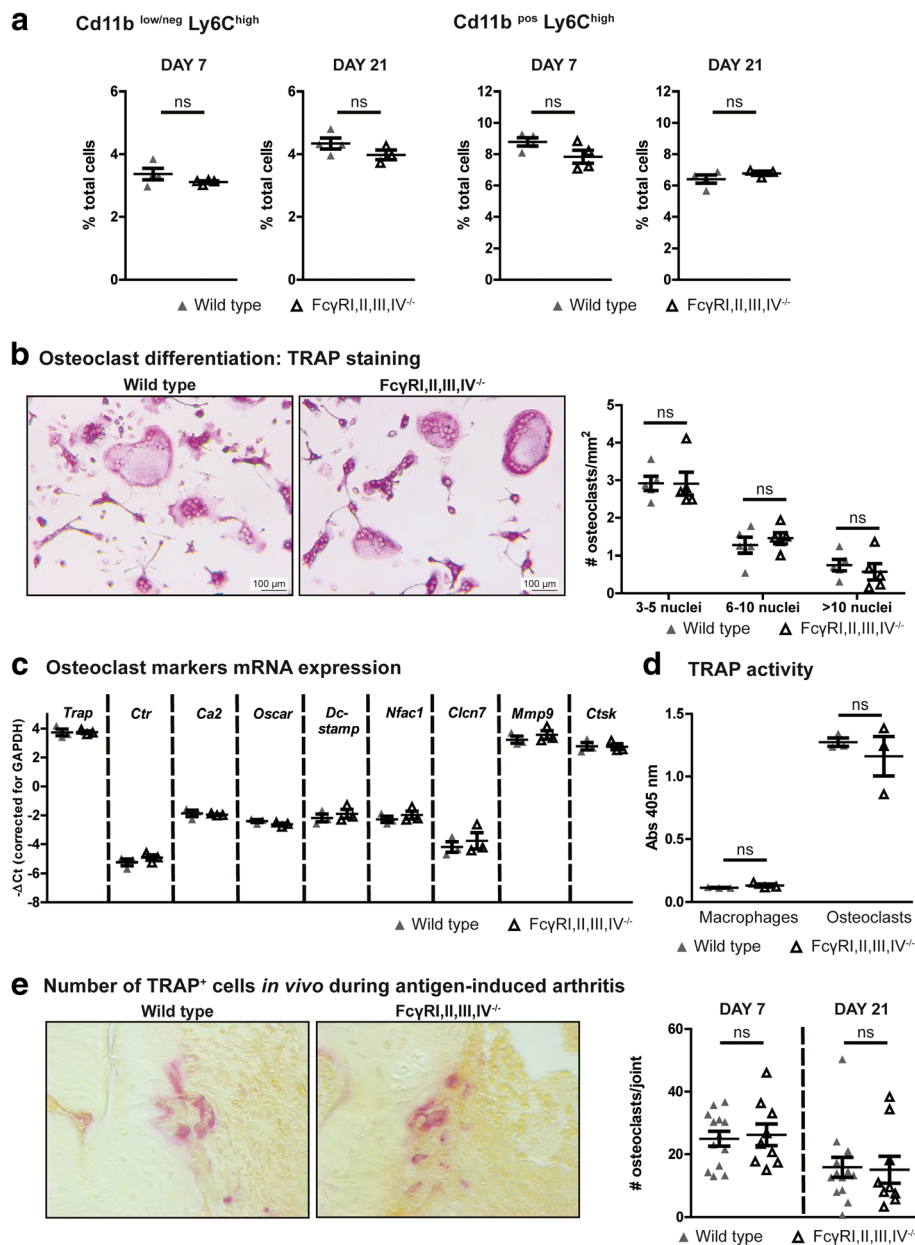 a
Cd11b low/neg Ly6Chigh
Cd11b pos Ly6Chigh
DAY 7
DAY 21
DAY 7
DAY 21
% total cells
6
4
2
0
ns
% total cells
6
4
2
0
ns
% total cells
12
10
8
6
4
2
0
ns
% total cells
12
10
8
6
4
2
0
ns
Wild type
FcγRI,II,III,IV-/-
Wild type
FcγRI,II,III,IV-/-
b Osteoclast differentiation: TRAP staining
Wild type
FcγRI,II,III,IV-/-
100 µm
100 µm
# osteoclasts/mm2
5
4
3
2
1
0
ns
ns
ns
3-5 nuclei
6-10 nuclei
>10 nuclei
Wild type
FcγRI,II,III,IV-/-
c Osteoclast markers mRNA expression
-ΔCt (corrected for GAPDH)
4
2
0
-2
-4
-6
-8
Trap
Ctr
Ca2
Oscar
Dc-
stamp
Nfac1
Clcn7
Mmp9
Ctsk
Wild type
FcγRI,II,III,IV-/-
d TRAP activity
Abs 405 nm
1.5
1.0
0.5
0.0
ns
ns
Macrophages
Osteoclasts
Wild type
FcγRI,II,III,IV-/-
e Number of TRAP+ cells in vivo during antigen-induced arthritis
Wild type
FcγRI,II,III,IV-/-
DAY 7
DAY 21
# osteoclasts/joint
60
40
20
0
ns
ns
Wild type
FcγRI,II,III,IV-/-